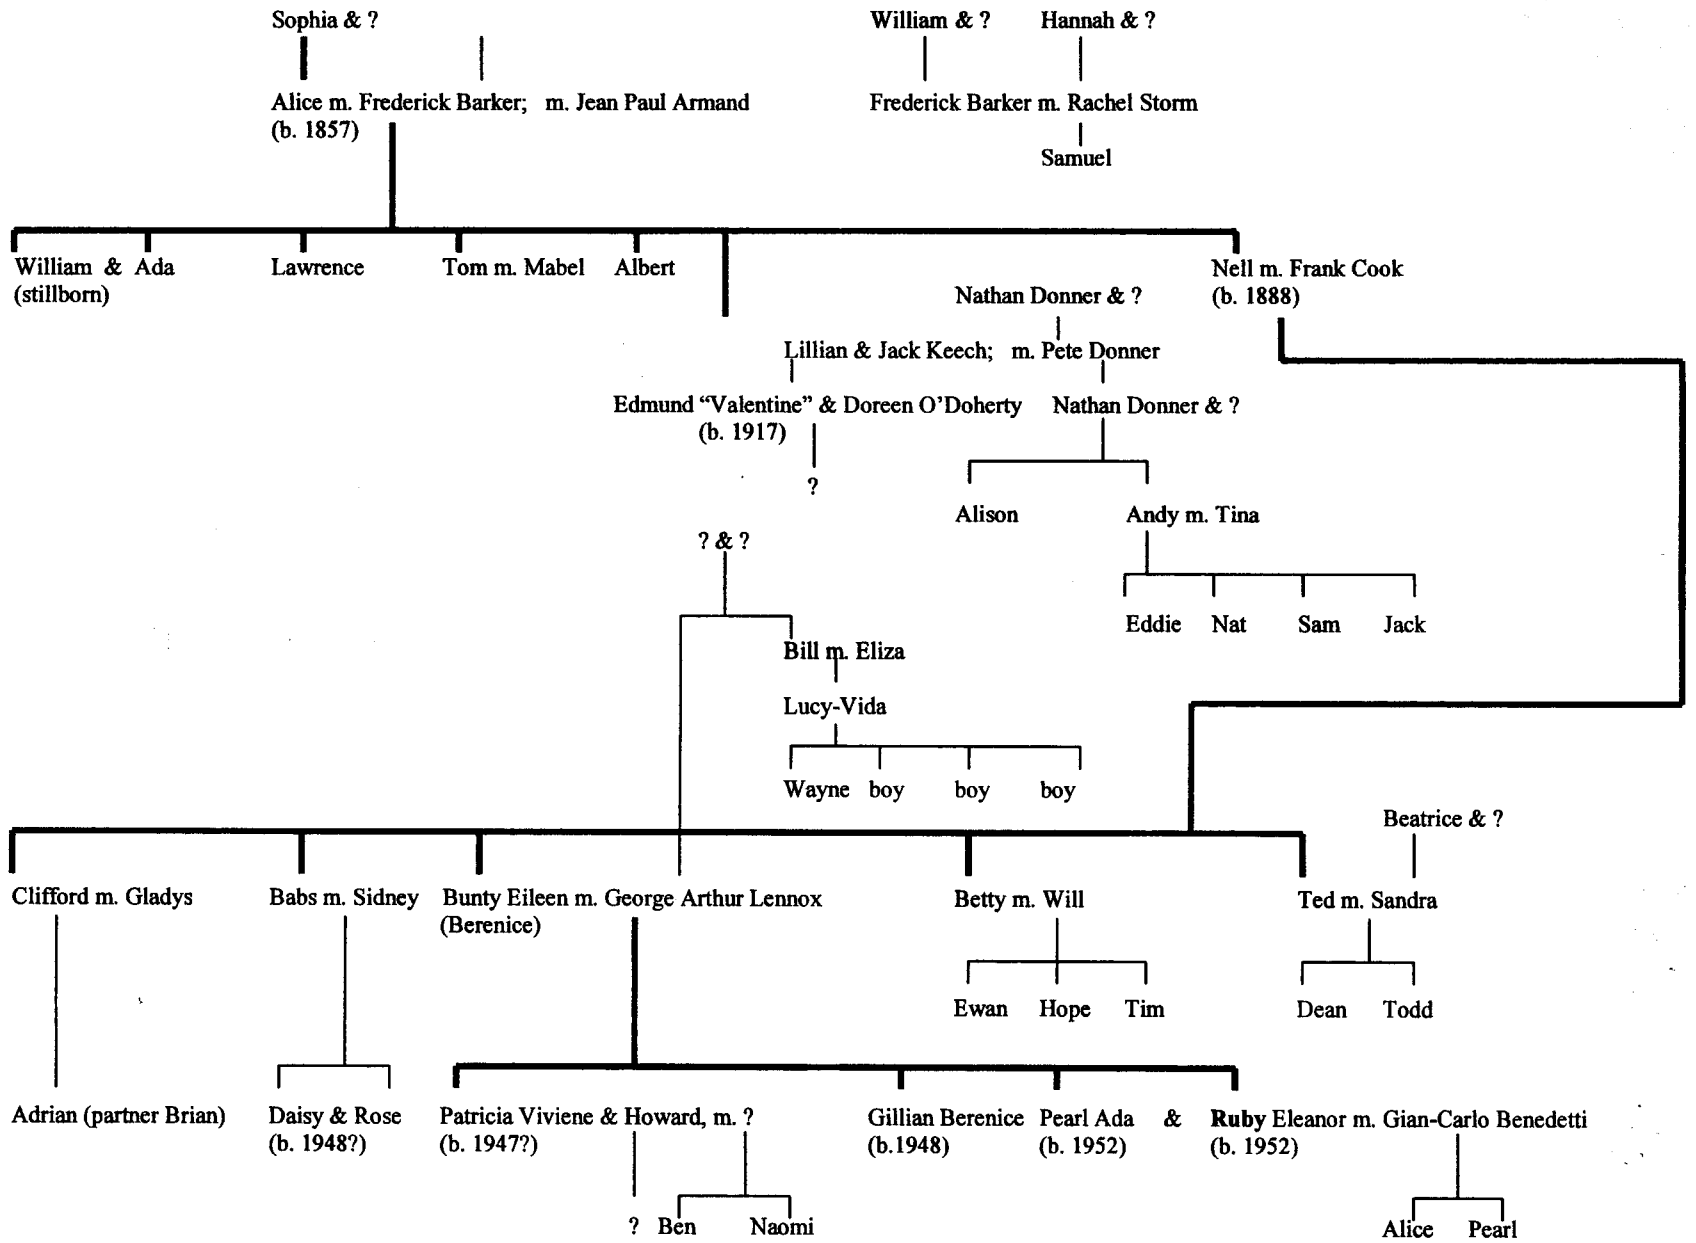 Sophia & ? William & ? Hannah & ?
Alice m. Frederick Barker; m. Jean Paul Armand Frederick Barker m. Rachel Storm
(b. 1857)
Samuel
William & Ada Lawrence Tom m. Mabel Albert Nell m. Frank Cook
(stillborn) (b. 1888)
Nathan Donner & ?
Lillian & Jack Keech; m. Pete Donner
Edmund “Valentine” & Doreen O’Doherty Nathan Donner & ?
(b. 1917)
?
Alison Andy m. Tina
? & ?
Eddie Nat Sam Jack
Bill m. Eliza
Lucy-Vida
Wayne boy boy boy
Beatrice & ?
Clifford m. Gladys Babs m. Sidney Bunty Eileen m. George Arthur Lennox Betty m. Will Ted m. Sandra
(Berenice)
Ewan Hope Tim Dean Todd
Adrian (partner Brian) Daisy & Rose Patricia Viviene & Howard, m. ? Gillian Berenice Pearl Ada & Ruby Eleanor m. Gian-Carlo Benedetti
(b. 1948?) (b. 1947?) (b.1948) (b. 1952) (b. 1952)
? Ben Naomi Alice Pearl